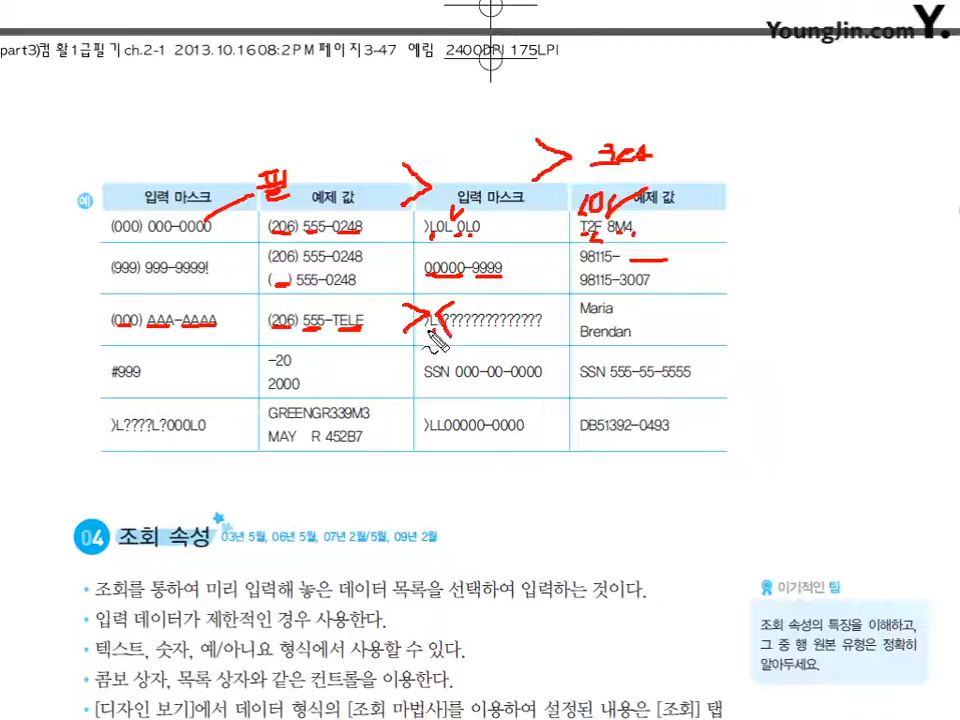 YoungJin.com Y.
part3)컴 활1급필 기ch.2-1 2013.10.16 08:2 PM 페이지3-47 예림 2400DPI 175LPI
필
>대
영
예 입력 마스크 예제 값 입력 마스크 예제 값
(000) 000-0000 (206) 555-0248 >L0L 0L0 T2F 8M4
(999) 999-9999! (206) 555-0248 00000-9999 98115-
( ) 555-0248 98115-3007
(000) AAA-AAAA (206) 555-TELE >L<?????????????? Maria
Brendan
#999 -20 SSN 000-00-0000 SSN 555-55-5555
2000
>L????L?000L0 GREENGR339M3 >LL00000-0000 DB51392-0493
MAY R 452B7
04 조회 속성 03년 5월, 06년 5월, 07년 2월/5월, 09년 2월
• 조회를 통하여 미리 입력해 놓은 데이터 목록을 선택하여 입력하는 것이다.
• 입력 데이터가 제한적인 경우 사용한다.
• 텍스트, 숫자, 예/아니요 형식에서 사용할 수 있다.
• 콤보 상자, 목록 상자와 같은 컨트롤을 이용한다.
• [디자인 보기]에서 데이터 형식의 [조회 마법사]를 이용하여 설정된 내용은 [조회] 탭
이기적인 팁
조회 속성의 특징을 이해하고,
그 중 행 원본 유형은 정확히
알아두세요.